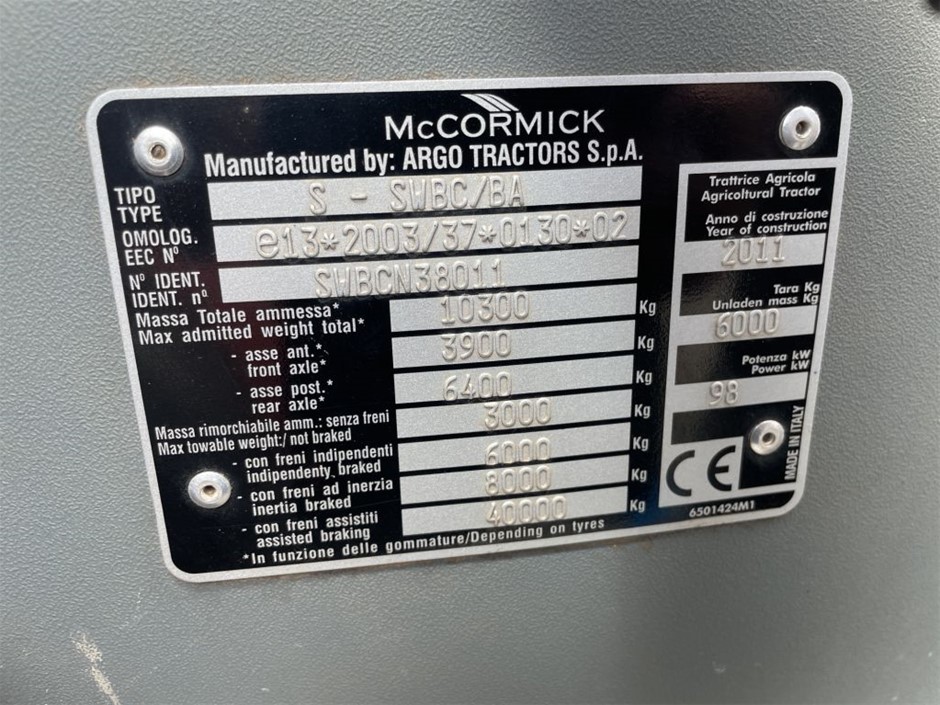 McCORMICK
Manufactured by: ARGO TRACTORS S.p.A.
TIPO
TYPE
S - SWBC/BA
OMOLOG.
EEC Nº
e13*2003/37*0130*02
Nº IDENT.
IDENT. nº
SWBCN38011
Massa Totale ammessa*
Max admitted weight total*
10300 Kg
- asse ant.*
front axle*
3900 Kg
- asse post.*
rear axle*
6400 Kg
Massa rimorchiabile amm.: senza freni
Max towable weight:/ not braked
3000 Kg
- con freni indipendenti
indipendenty. braked
6000 Kg
- con freni ad inerzia
inertia braked
8000 Kg
- con freni assistiti
assisted braking
40000 Kg
*In funzione delle gommature/Depending on tyres
Trattrice Agricola
Agricoltural Tractor
Anno di costruzione
Year of construction
2011
Tara Kg
Unladen mass Kg
6000
Potenza kW
Power kW
98
CE
MADE IN ITALY
6501424M1